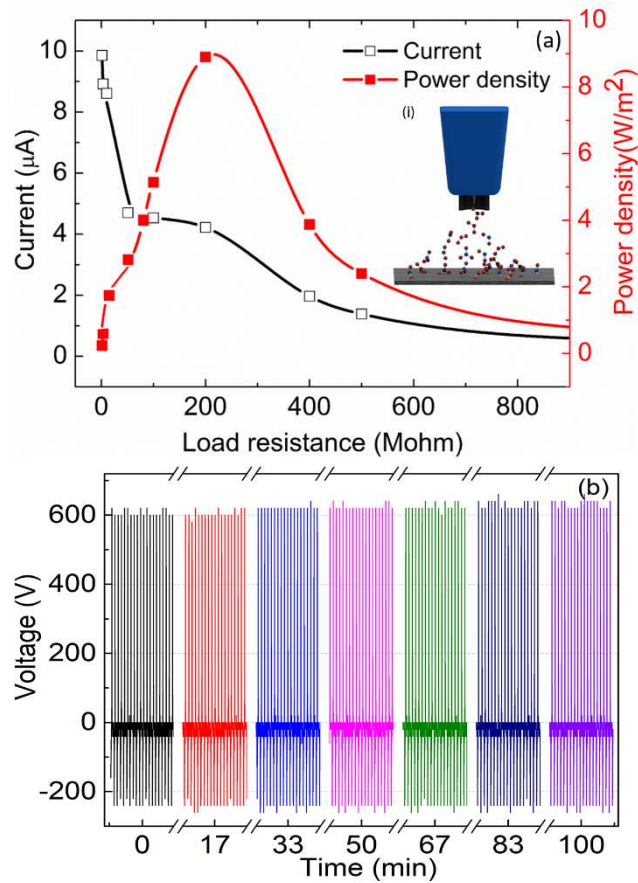 (a)
Current
Power density
(i)
10
8
6
4
2
0
Current (μA)
10
9
8
6
4
2
0
Power density(W/m²)
0 200 400 600 800
Load resistance (Mohm)
(b)
600
400
200
0
-200
Voltage (V)
0 17 33 50 67 83 100
Time (min)